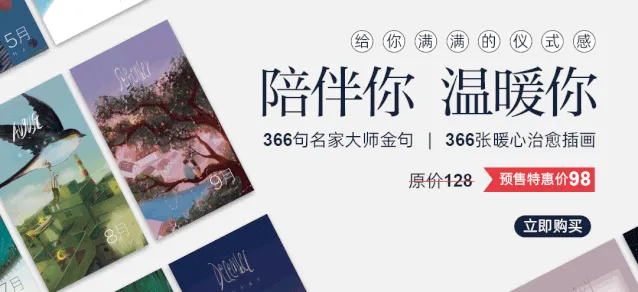 给你满满的仪式感
陪伴你 温暖你
366句名家大师金句 | 366张暖心治愈插画
原价128
预售特惠价98
立即购买
5月
AUGUST
8月
September
9月
7月
December